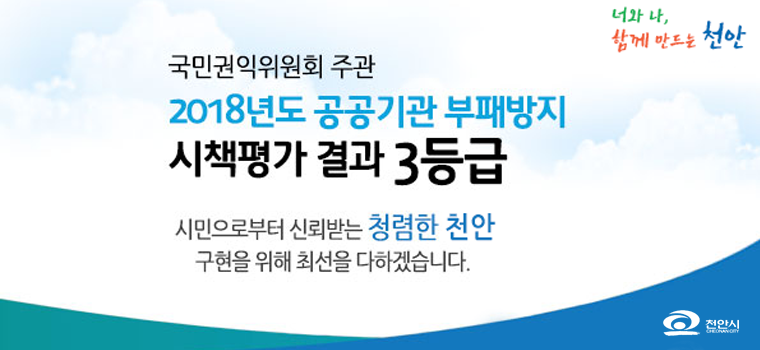 너와 나,
함께 만드는 천안
국민권익위원회 주관
2018년도 공공기관 부패방지
시책평가 결과 3등급
시민으로부터 신뢰받는 청렴한 천안
구현을 위해 최선을 다하겠습니다.
천안시
CHEONAN CITY